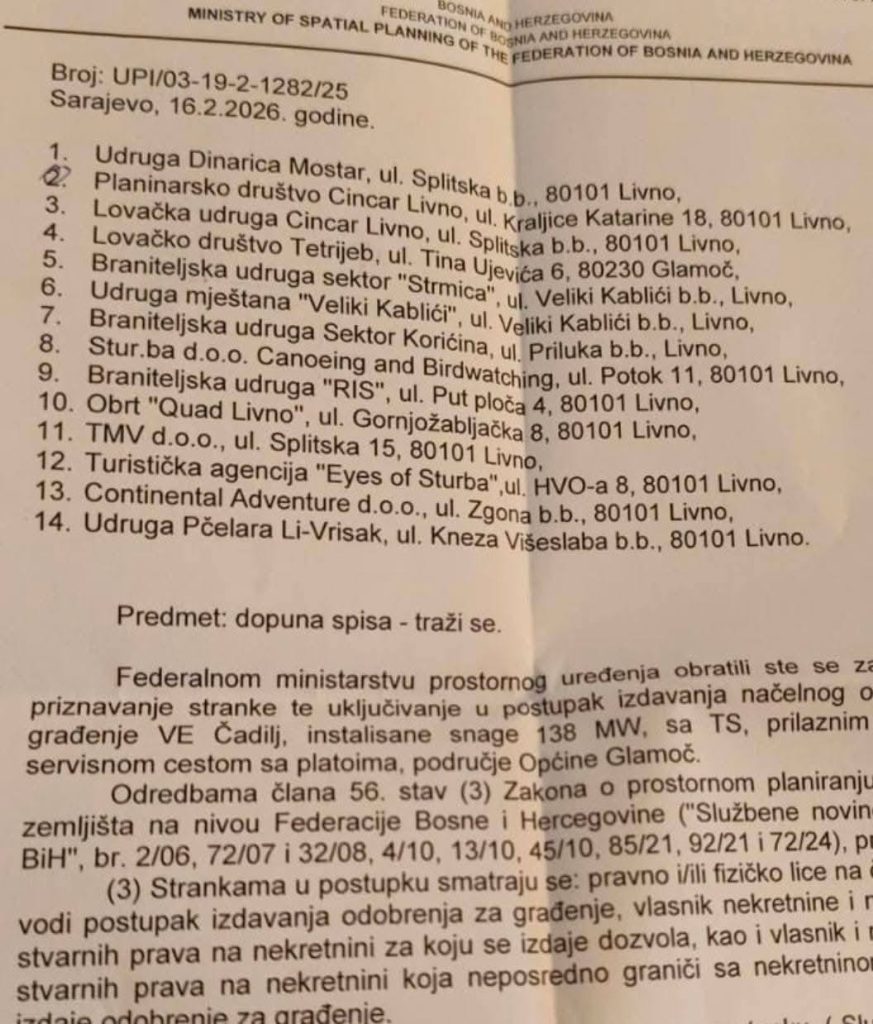 BOSNIA AND HERZEGOVINA
FEDERATION OF BOSNIA AND HERZEGOVINA
MINISTRY OF SPATIAL PLANNING OF THE FEDERATION OF BOSNIA AND HERZEGOVINA
Broj: UPI/03-19-2-1282/25
Sarajevo, 16.2.2026. godine.
1. Udruga Dinarica Mostar, ul. Splitska b.b., 80101 Livno,
2. Planinarsko društvo Cincar Livno, ul. Kraljice Katarine 18, 80101 Livno,
3. Lovačka udruga Cincar Livno, ul. Splitska b.b., 80101 Livno,
4. Lovačko društvo Tetrijeb, ul. Tina Ujevića 6, 80230 Glamoč,
5. Braniteljska udruga sektor "Strmica", ul. Veliki Kablići b.b., Livno,
6. Udruga mještana "Veliki Kablići", ul. Veliki Kablići b.b., Livno,
7. Braniteljska udruga Sektor Korićina, ul. Priluka b.b., Livno,
8. Stur.ba d.o.o. Canoeing and Birdwatching, ul. Potok 11, 80101 Livno,
9. Braniteljska udruga "RIS", ul. Put ploča 4, 80101 Livno,
10. Obrt "Quad Livno", ul. Gornjožabljačka 8, 80101 Livno,
11. TMV d.o.o., ul. Splitska 15, 80101 Livno,
12. Turistička agencija "Eyes of Sturba",ul. HVO-a 8, 80101 Livno,
13. Continental Adventure d.o.o., ul. Zgona b.b., 80101 Livno,
14. Udruga Pčelara Li-Vrisak, ul. Kneza Višeslaba b.b., 80101 Livno.
Predmet: dopuna spisa - traži se.
Federalnom ministarstvu prostornog uređenja obratili ste se za
priznavanje stranke te uključivanje u postupak izdavanja načelnog
građenje VE Čadilj, instalisane snage 138 MW, sa TS, prilaznim
servisnom cestom sa platoima, područje Općine Glamoč.
Odredbama člana 56. stav (3) Zakona o prostornom planiranju
zemljišta na nivou Federacije Bosne i Hercegovine ("Službene
BiH", br. 2/06, 72/07 i 32/08, 4/10, 13/10, 45/10, 85/21, 92/21 i 72/24),
(3) Strankama u postupku smatraju se: pravno i/ili fizičko lice na
vodi postupak izdavanja odobrenja za građenje, vlasnik nekretnine i
stvarnih prava na nekretnini za koju se izdaje dozvola, kao i vlasnik i
stvarnih prava na nekretnini koja neposredno graniči sa
izdaje odobrenje za građenje.